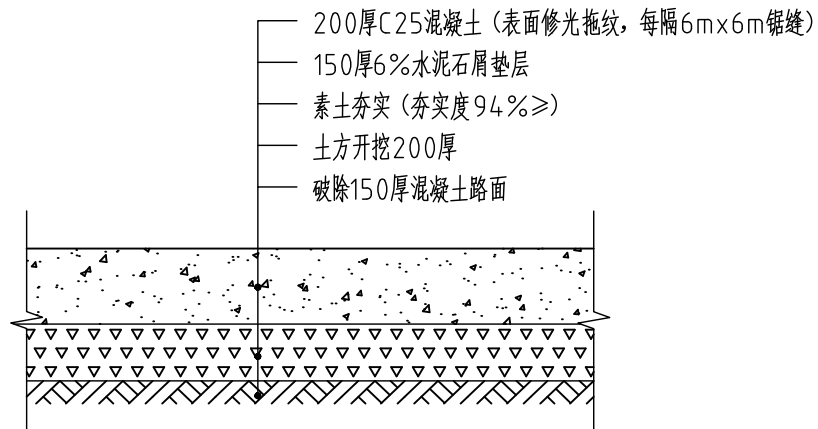 200厚C25混凝土（表面修光拖纹，每隔6mx6m锯缝）
150厚6%水泥石屑垫层
素土夯实（夯实度94%≥）
土方开挖200厚
破除150厚混凝土路面